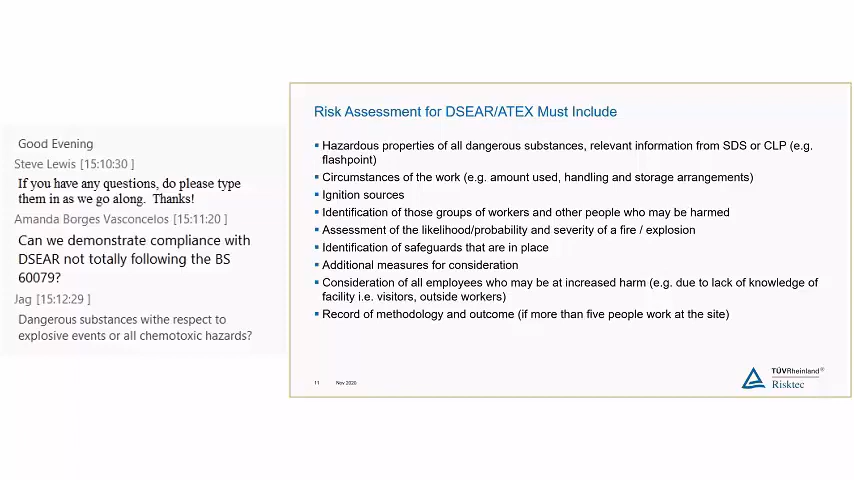 Good Evening
Steve Lewis [15:10:30 ]
If you have any questions, do please type
them in as we go along.  Thanks!
Amanda Borges Vasconcelos [15:11:20 ]
Can we demonstrate compliance with
DSEAR not totally following the BS
60079?
Jag [15:12:29 ]
Dangerous substances withe respect to
explosive events or all chemotoxic hazards?
Risk Assessment for DSEAR/ATEX Must Include
▪ Hazardous properties of all dangerous substances, relevant information from SDS or CLP (e.g.
flashpoint)
▪ Circumstances of the work (e.g. amount used, handling and storage arrangements)
▪ Ignition sources
▪ Identification of those groups of workers and other people who may be harmed
▪ Assessment of the likelihood/probability and severity of a fire / explosion
▪ Identification of safeguards that are in place
▪ Additional measures for consideration
▪ Consideration of all employees who may be at increased harm (e.g. due to lack of knowledge of
facility i.e. visitors, outside workers)
▪ Record of methodology and outcome (if more than five people work at the site)
11 Nov 2020
TÜVRheinland®
Risktec